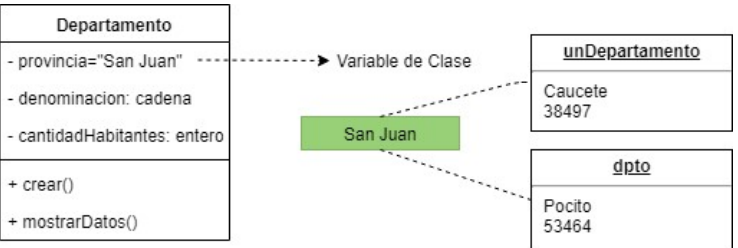 Departamento
- provincia="San Juan"
- denominacion: cadena
- cantidadHabitantes: entero
+ crear()
+ mostrarDatos()
Variable de Clase
San Juan
unDepartamento
Caucete
38497
dpto
Pocito
53464